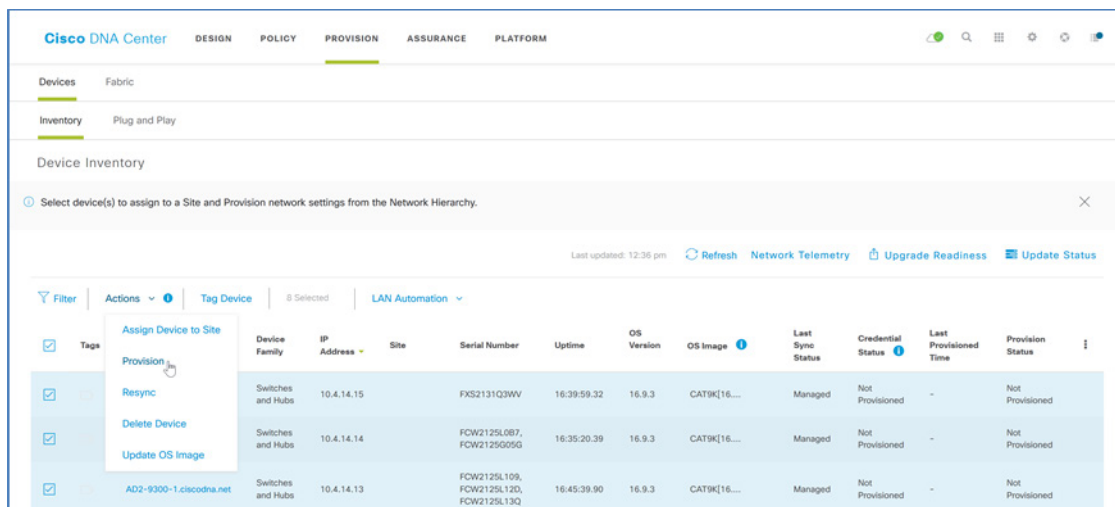 Cisco DNA Center DESIGN POLICY PROVISION ASSURANCE PLATFORM
Devices Fabric
Inventory Plug and Play
Device Inventory
Select device(s) to assign to a Site and Provision network settings from the Network Hierarchy.
Last updated: 12:36 pm Refresh Network Telemetry Upgrade Readiness Update Status
Filter Actions Tag Device 8 Selected LAN Automation
Assign Device to Site
Provision
Resync
Delete Device
Update OS Image
Tags Device Family IP Address Site Serial Number Uptime OS Version OS Image Last Sync Status Credential Status Last Provisioned Time Provision Status
Switches and Hubs 10.4.14.15 FXS2131Q3WV 16:39:59.32 16.9.3 CAT9K[16.... Managed Not Provisioned - Not Provisioned
Switches and Hubs 10.4.14.14 FCW2125L0B7, FCW2125G05G 16:35:20.39 16.9.3 CAT9K[16.... Managed Not Provisioned - Not Provisioned
AD2-9300-1.ciscodna.net Switches and Hubs 10.4.14.13 FCW2125L109, FCW2125L12D, FCW2125L13Q 16:45:39.90 16.9.3 CAT9K[16.... Managed Not Provisioned - Not Provisioned